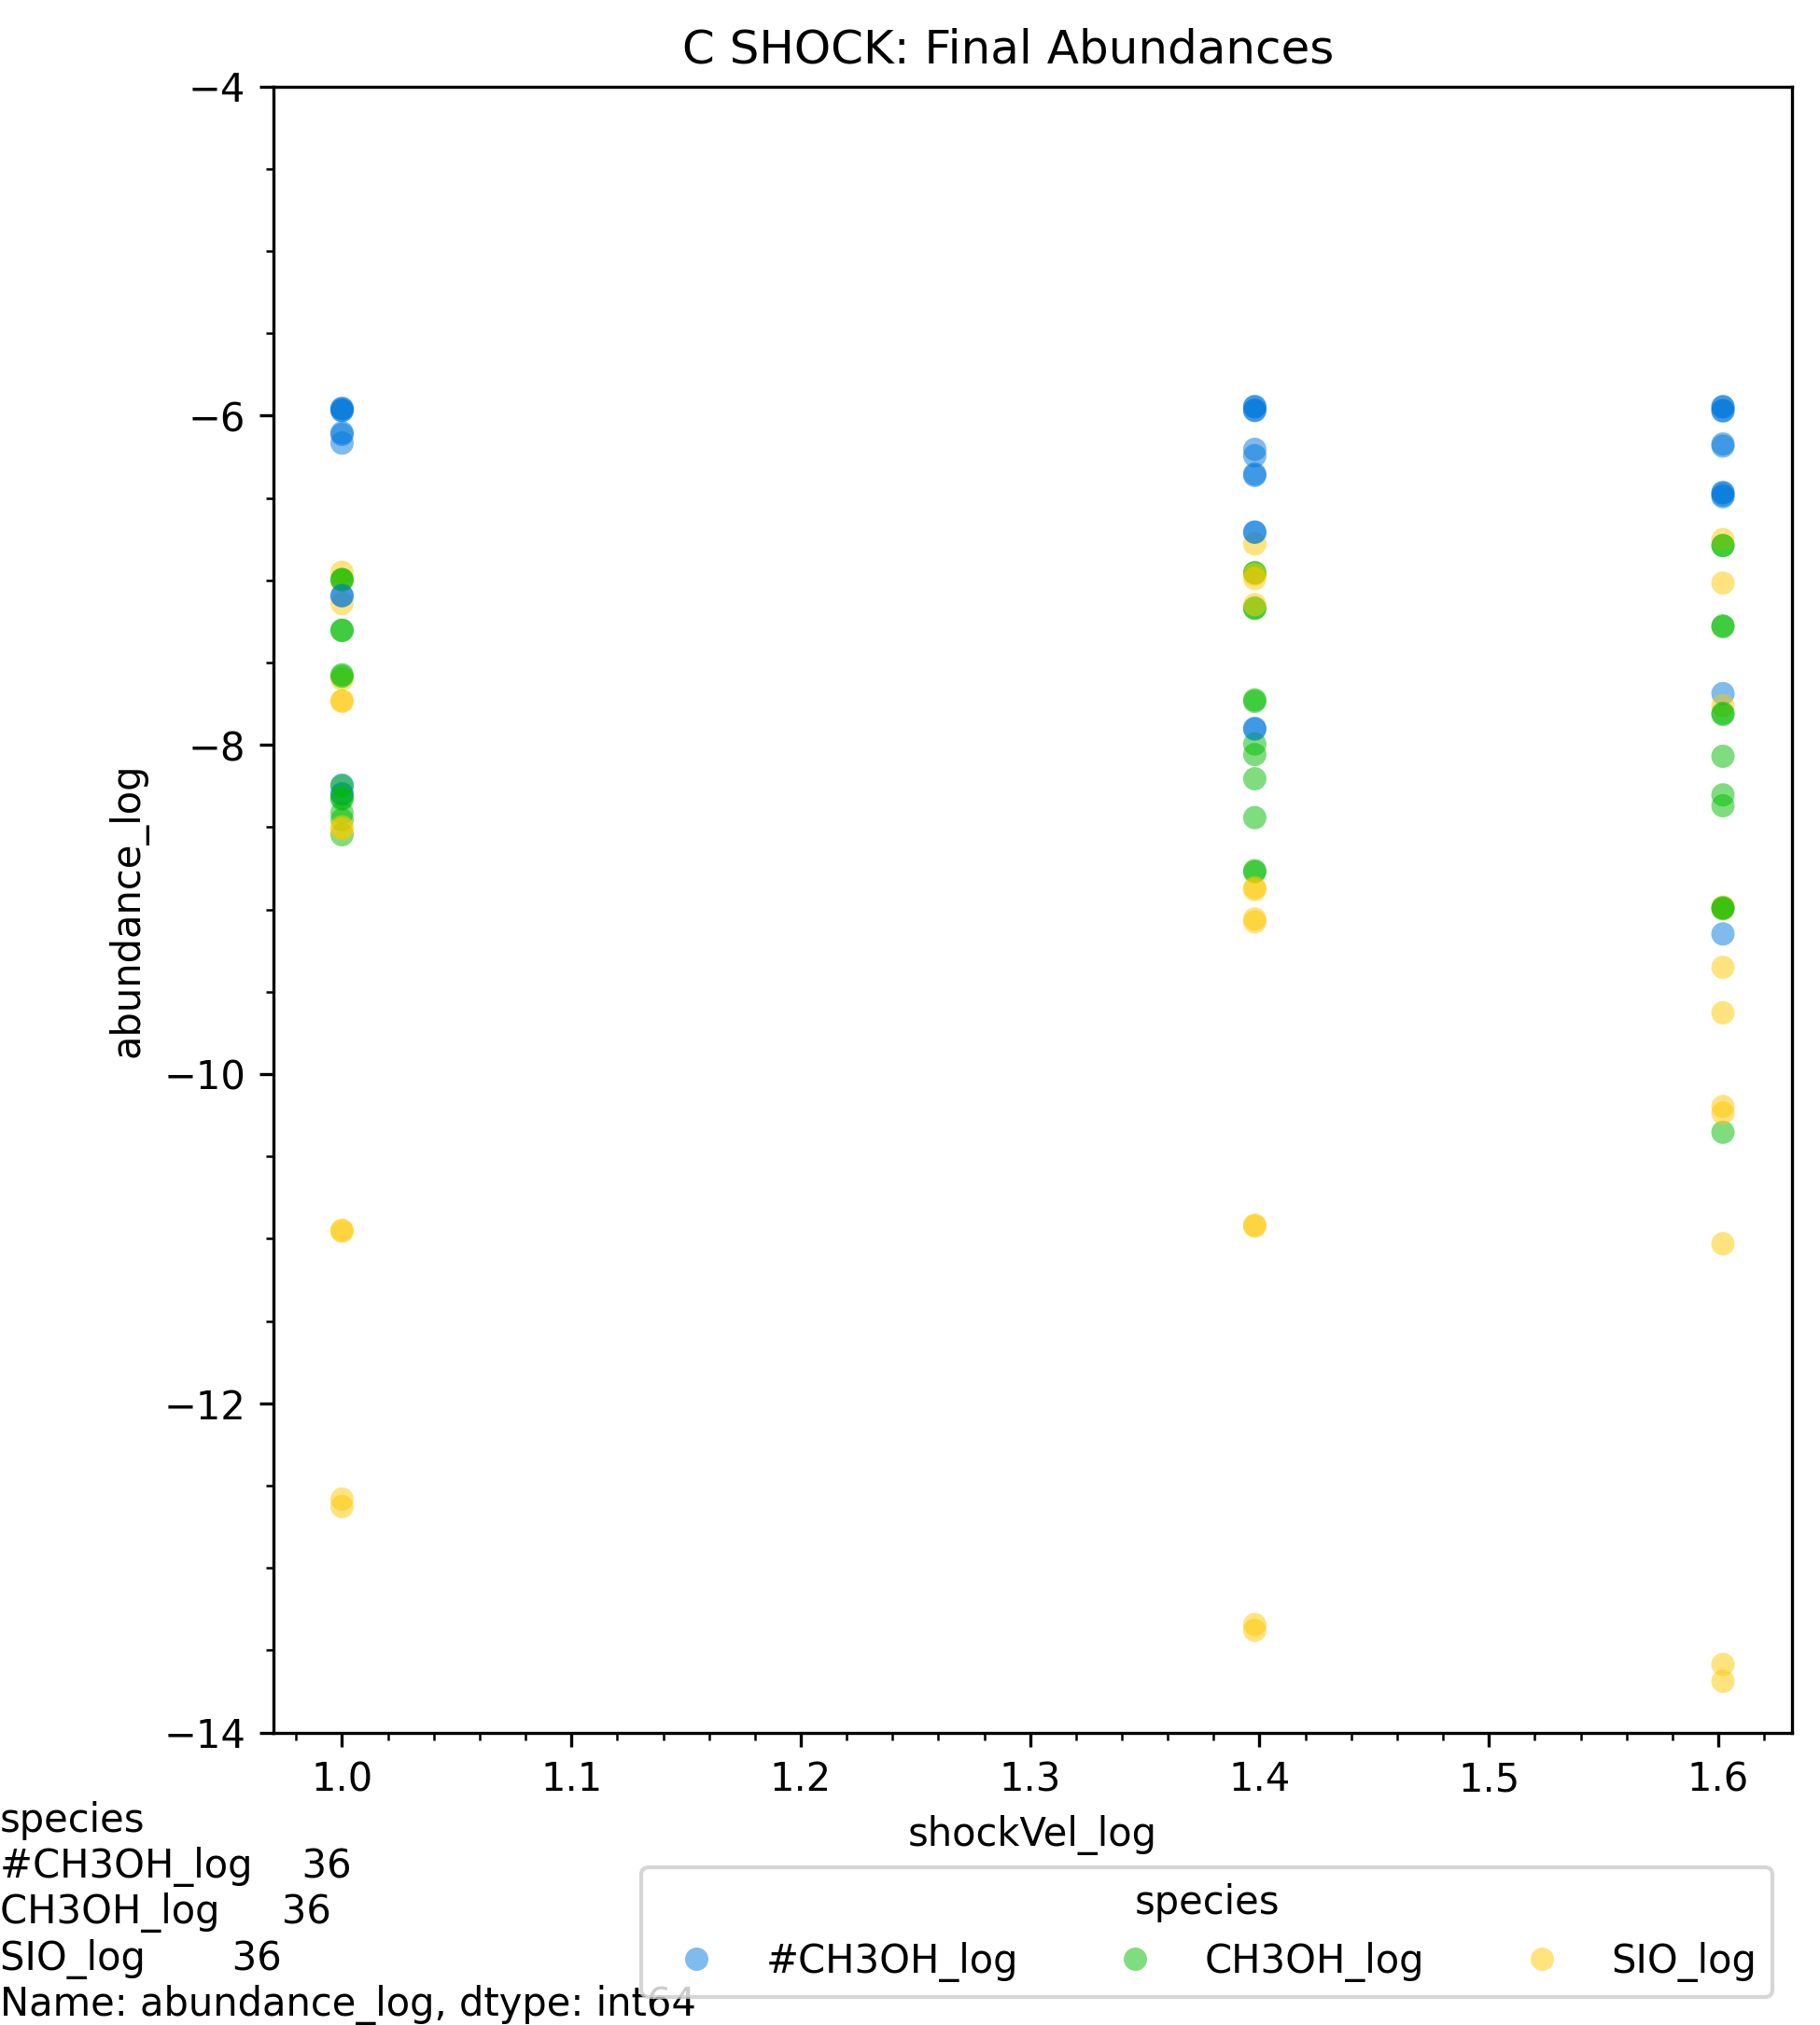 C SHOCK: Final Abundances
−4
−6
−8
−10
−12
−14
abundance_log
1.0 1.1 1.2 1.3 1.4 1.5 1.6
shockVel_log
species
#CH3OH_log 36
CH3OH_log 36
SIO_log 36
Name: abundance_log, dtype: int64
species
#CH3OH_log CH3OH_log SIO_log